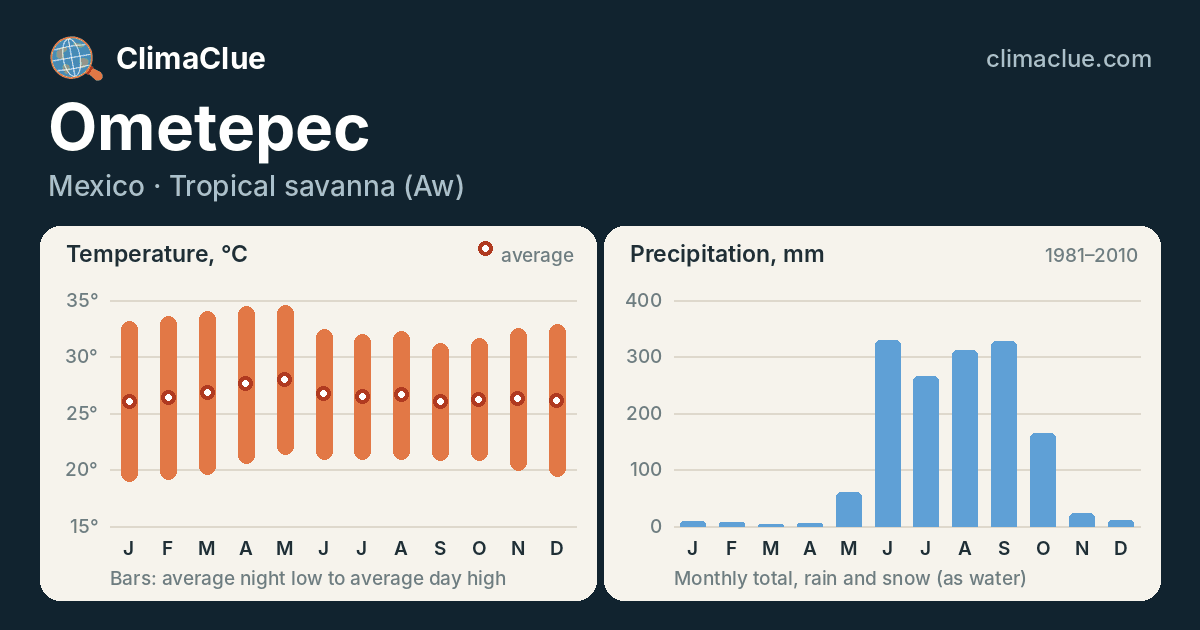 ClimaClue
climaclue.com
Ometepec
Mexico · Tropical savanna (Aw)
Temperature, °C
average
35°
30°
25°
20°
15°
J F M A M J J A S O N D
Bars: average night low to average day high
Precipitation, mm
1981–2010
400
300
200
100
0
J F M A M J J A S O N D
Monthly total, rain and snow (as water)